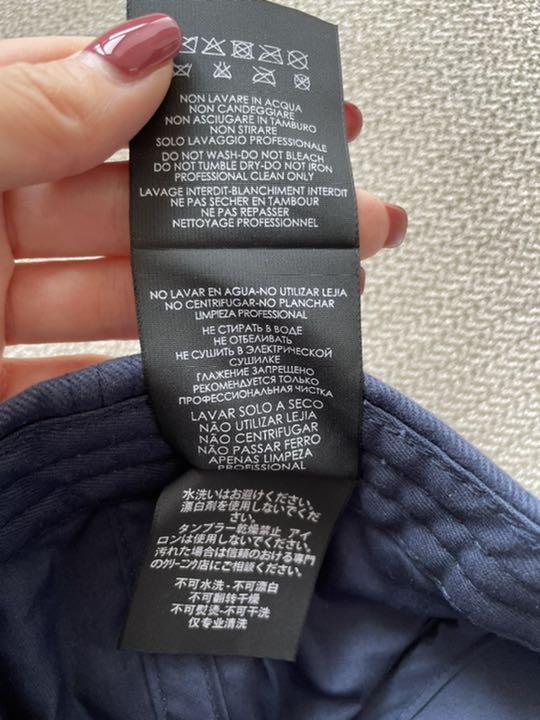 NON LAVARE IN ACQUA
NON CANDEGGIARE
NON ASCIUGARE IN TAMBURO
NON STIRARE
SOLO LAVAGGIO PROFESSIONALE
DO NOT WASH-DO NOT BLEACH
DO NOT TUMBLE DRY-DO NOT IRON
PROFESSIONAL CLEAN ONLY
LAVAGE INTERDIT-BLANCHIMENT INTERDIT
NE PAS SECHER EN TAMBOUR
NE PAS REPASSER
NETTOYAGE PROFESSIONNEL
NO LAVAR EN AGUA-NO UTILIZAR LEJIA
NO CENTRIFUGAR-NO PLANCHAR
LIMPIEZA PROFESSIONAL
НЕ СТИРАТЬ В ВОДЕ
НЕ ОТБЕЛИВАТЬ
НЕ СУШИТЬ В ЭЛЕКТРИЧЕСКОЙ
СУШИЛКЕ
ГЛАЖЕНИЕ ЗАПРЕЩЕНО
РЕКОМЕНДУЕТСЯ ТОЛЬКО
ПРОФЕССИОНАЛЬНАЯ ЧИСТКА
LAVAR SOLO A SECO
NÃO UTILIZAR LEJIA
NÃO CENTRIFUGAR
NÃO PASSAR FERRO
APENAS LIMPEZA
PROFISSIONAL
水洗いはお避けください。
漂白剤を使用しないでくだ
さい。
タンブラー乾燥禁止 アイ
ロンは使用しないでください。
汚れた場合は信頼のおける専門
のクリーニング店にご相談ください。
不可水洗 - 不可漂白
不可翻转干燥
不可熨烫-不可干洗
仅专业清洗